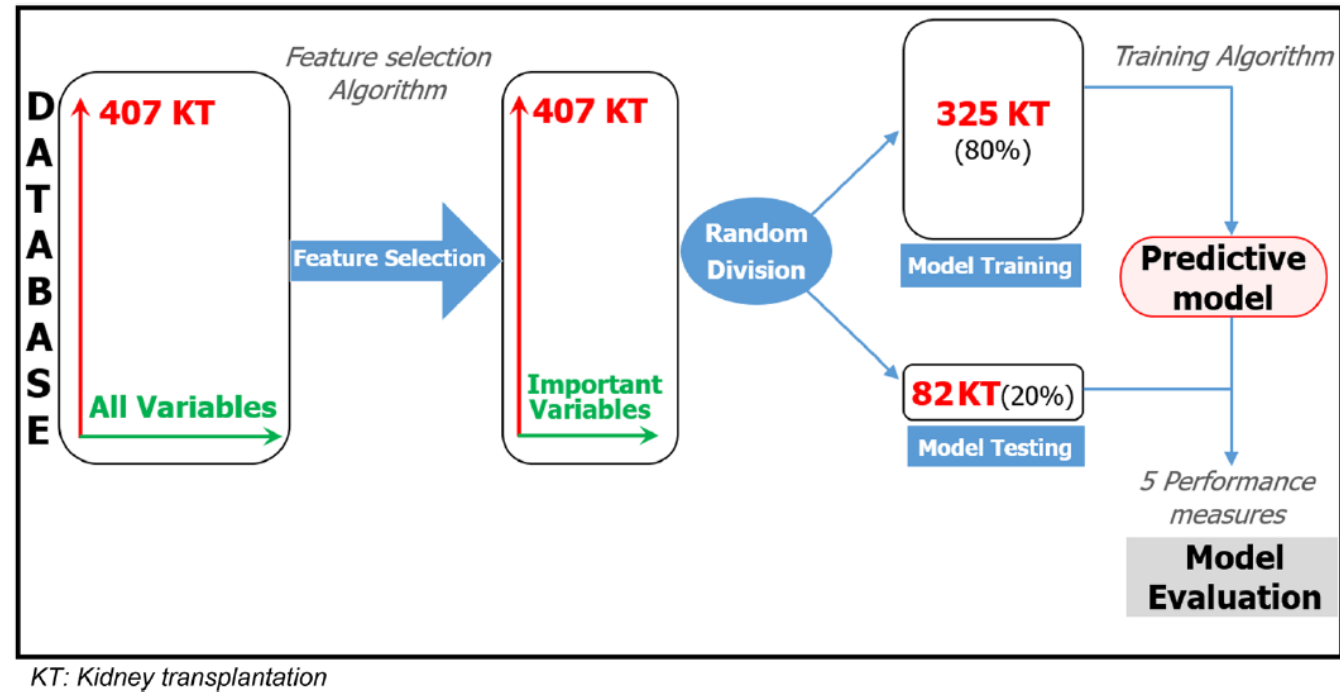 DATABASE
407 KT
All Variables
Feature selection
Algorithm
Feature Selection
407 KT
Important
Variables
Random
Division
325 KT
(80%)
Model Training
82 KT (20%)
Model Testing
Training Algorithm
Predictive
model
5 Performance
measures
Model
Evaluation
KT: Kidney transplantation